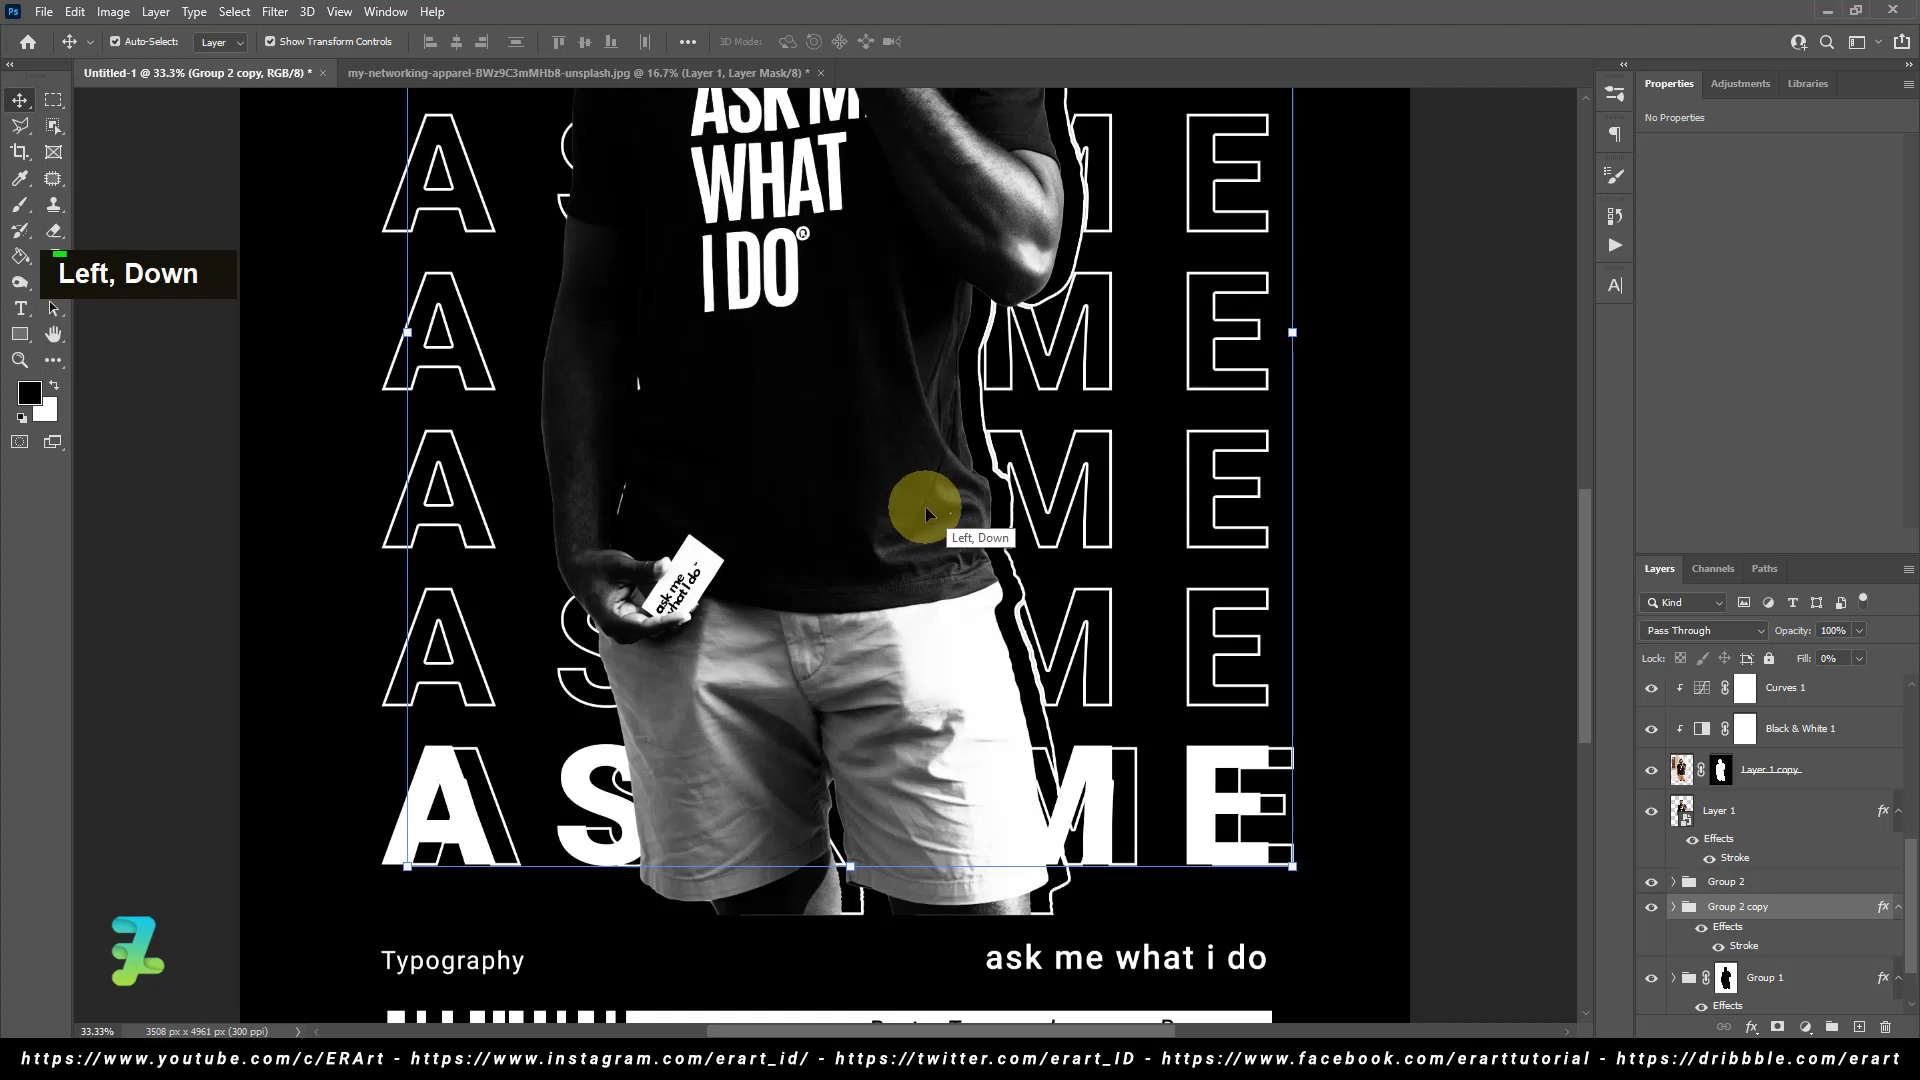 Ps File Edit Image Layer Type Select Filter 3D View Window Help
Auto-Select: Layer Show Transform Controls 3D Mode:
Untitled-1 @ 33.3% (Group 2 copy, RGB/8) * × my-networking-apparel-BWz9C3mMHb8-unsplash.jpg @ 16.7% (Layer 1, Layer Mask/8) * ×
Properties Adjustments Libraries
No Properties
ASK M
WHAT
I DO®
A S M E
A M E
A M E
A S M E
A S M E
Left, Down
Left, Down
ask me
what I do™
Typography
ask me what i do
Layers Channels Paths
Kind
Pass Through Opacity: 100%
Lock: Fill: 0%
Curves 1
Black & White 1
Layer 1 copy
Layer 1 fx
Effects
Stroke
Group 2
Group 2 copy fx
Effects
Stroke
Group 1 fx
Effects
33.33% 3508 px x 4961 px (300 ppi)
https://www.youtube.com/c/ERArt - https://www.instagram.com/erart_id/ - https://twitter.com/erart_ID - https://www.facebook.com/erarttutorial - https://dribbble.com/erart